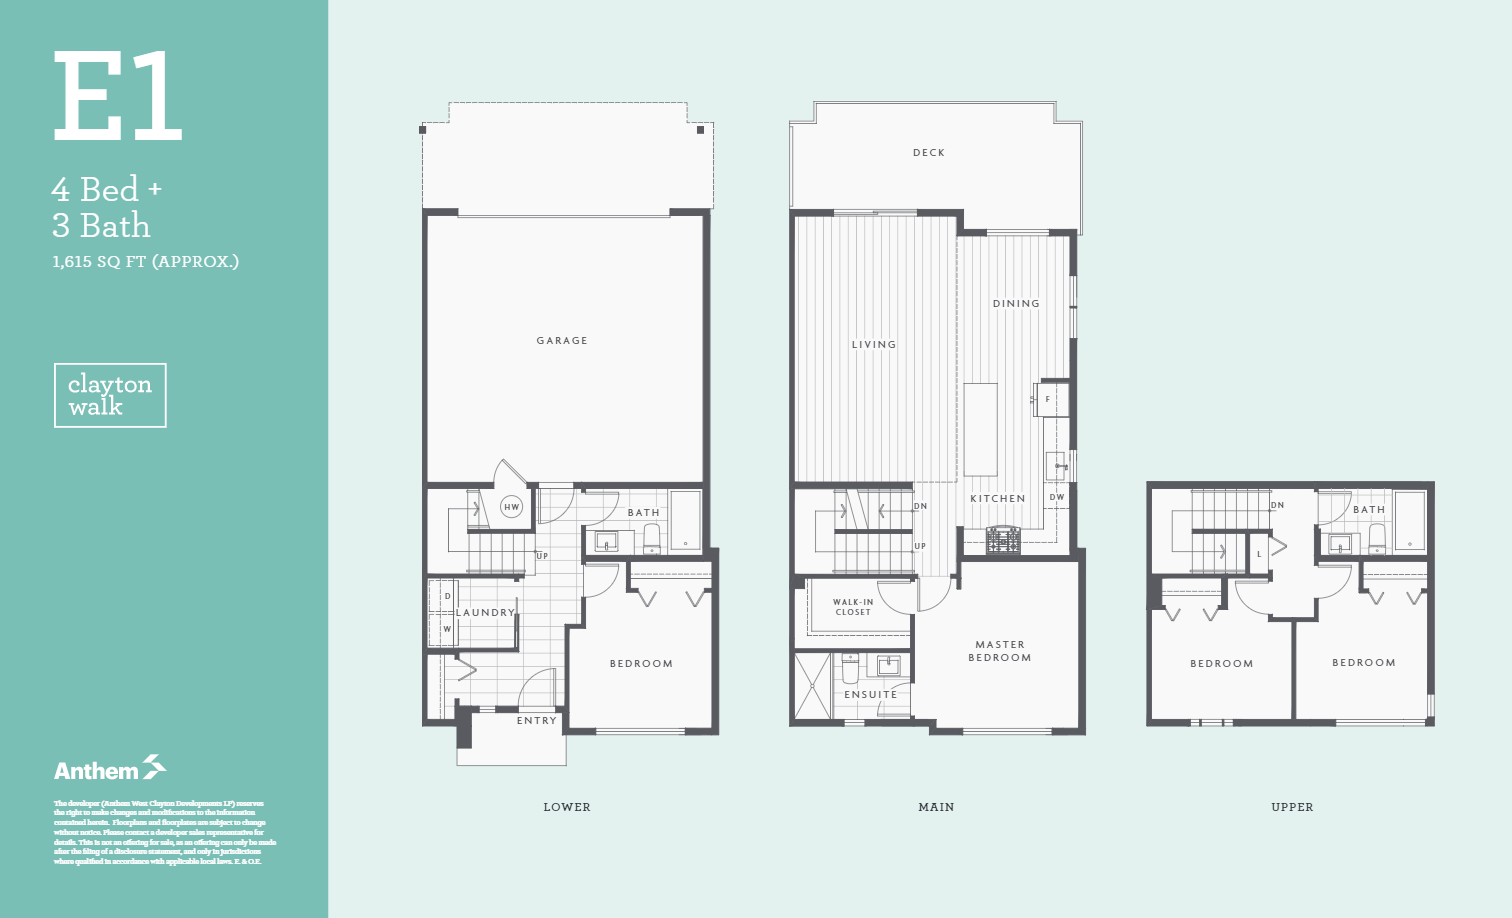 E1
4 Bed +
3 Bath
1,615 SQ FT (APPROX.)
clayton
walk
Anthem
The developer (Anthem West Clayton Developments LP) reserves
the right to make changes and modifications to the information
contained herein. Floorplans and floorplates are subject to change
without notice. Please contact a developer sales representative for
details. This is not an offering for sale, as an offering can only be made
after the filing of a disclosure statement, and only in jurisdictions
where qualified in accordance with applicable local laws. E. & O.E.
GARAGE
HW
BATH
UP
D
LAUNDRY
W
BEDROOM
ENTRY
LOWER
DECK
DINING
LIVING
F
KITCHEN
DW
DN
UP
WALK-IN
CLOSET
MASTER
BEDROOM
ENSUITE
MAIN
DN
BATH
L
BEDROOM
BEDROOM
UPPER